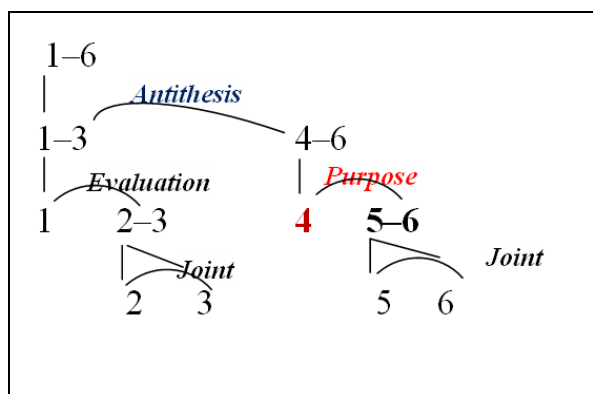 1–6
Antithesis
1–3 4–6
Evaluation Purpose
1 2–3 4 5–6
Joint Joint
2 3 5 6